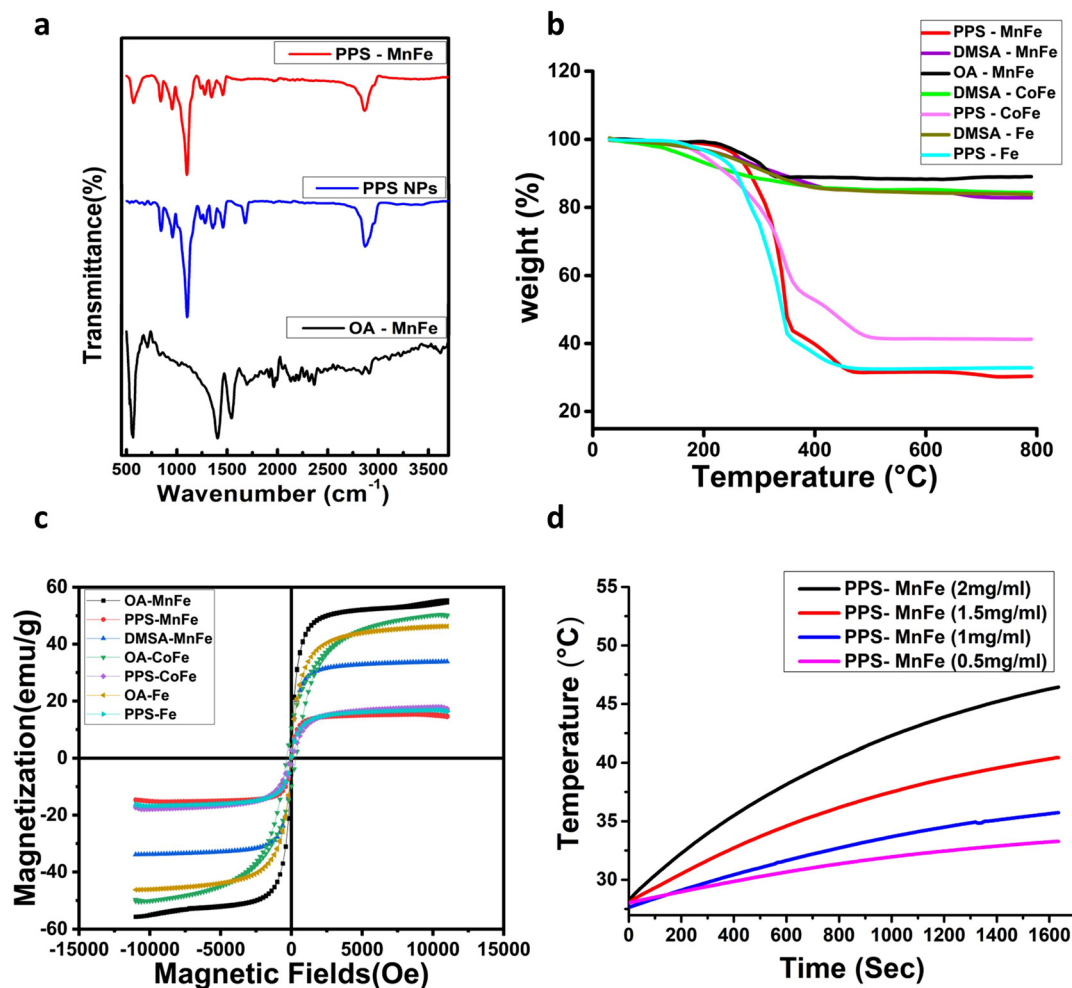 a
PPS - MnFe
PPS NPs
OA - MnFe
Transmittance(%)
500 1000 1500 2000 2500 3000 3500
Wavenumber (cm-1)
b
PPS - MnFe
DMSA - MnFe
OA - MnFe
DMSA - CoFe
PPS - CoFe
DMSA - Fe
PPS - Fe
120
100
80
60
40
20
weight (%)
0 200 400 600 800
Temperature (°C)
c
60
40
20
0
-20
-40
-60
OA-MnFe
PPS-MnFe
DMSA-MnFe
OA-CoFe
PPS-CoFe
OA-Fe
PPS-Fe
Magnetization(emu/g)
-15000 -10000 -5000 0 5000 10000 15000
Magnetic Fields(Oe)
d
55
50
45
40
35
30
PPS- MnFe (2mg/ml)
PPS- MnFe (1.5mg/ml)
PPS- MnFe (1mg/ml)
PPS- MnFe (0.5mg/ml)
Temperature (°C)
0 200 400 600 800 1000 1200 1400 1600
Time (Sec)